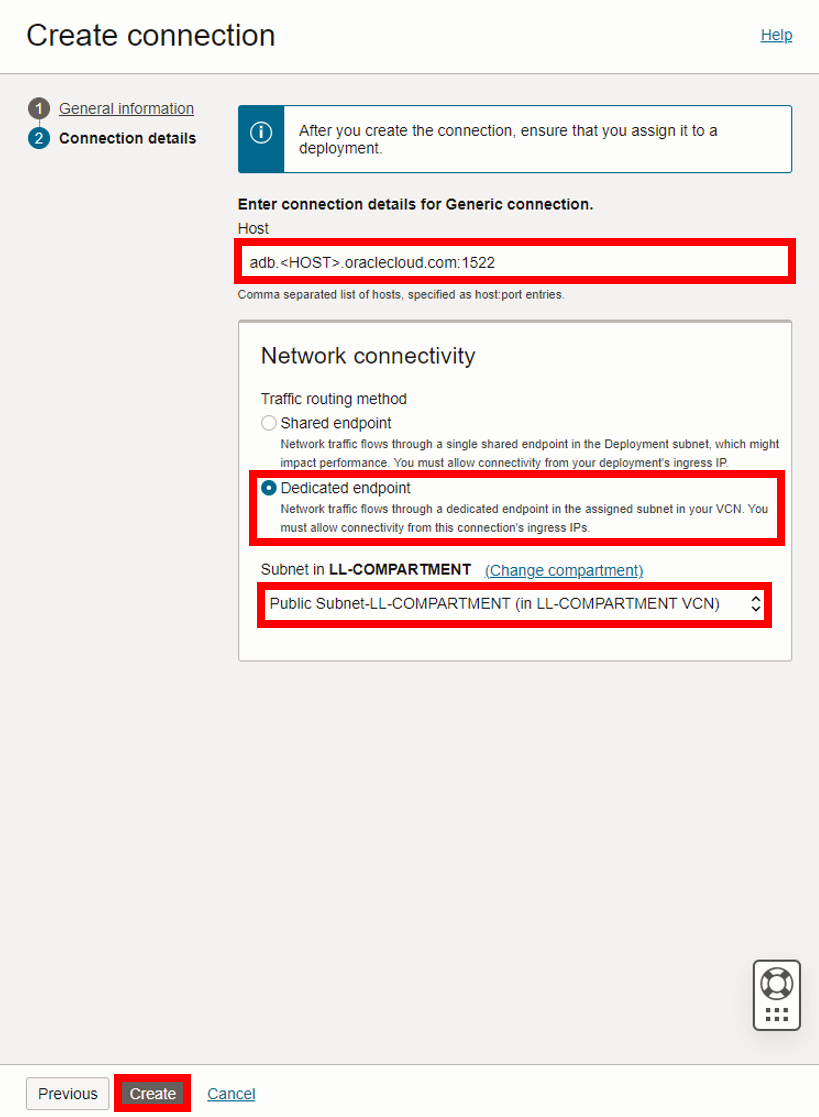 Create connection
Help
1 General information
2 Connection details
After you create the connection, ensure that you assign it to a
deployment.
Enter connection details for Generic connection.
Host
adb.<HOST>.oraclecloud.com:1522
Comma separated list of hosts, specified as host:port entries.
Network connectivity
Traffic routing method
Shared endpoint
Network traffic flows through a single shared endpoint in the Deployment subnet, which might
impact performance. You must allow connectivity from your deployment's ingress IP.
Dedicated endpoint
Network traffic flows through a dedicated endpoint in the assigned subnet in your VCN. You
must allow connectivity from this connection's ingress IPs.
Subnet in LL-COMPARTMENT (Change compartment)
Public Subnet-LL-COMPARTMENT (in LL-COMPARTMENT VCN)
Previous Create Cancel